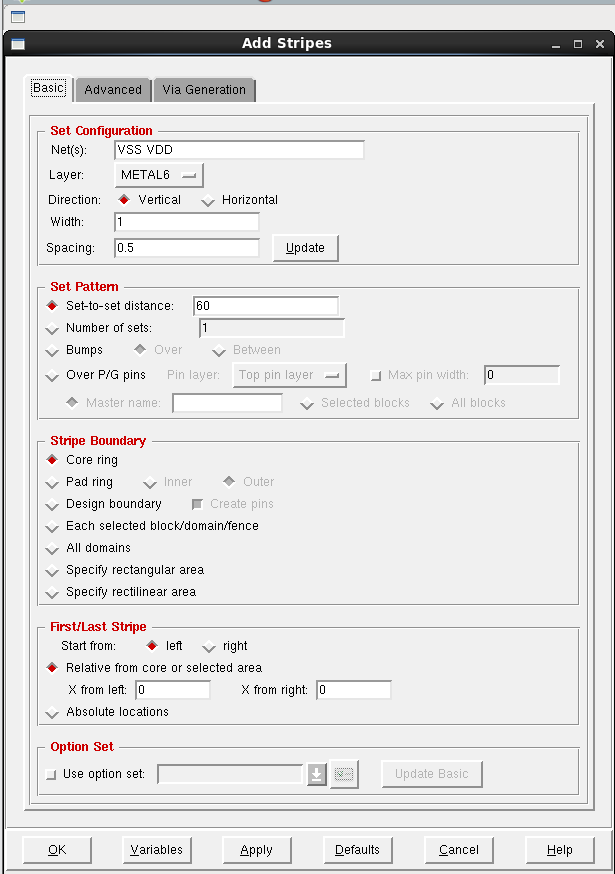 Add Stripes
Basic Advanced Via Generation
Set Configuration
Net(s): VSS VDD
Layer: METAL6
Direction: Vertical Horizontal
Width: 1
Spacing: 0.5 Update
Set Pattern
Set-to-set distance: 60
Number of sets: 1
Bumps Over Between
Over P/G pins Pin layer: Top pin layer Max pin width: 0
Master name: Selected blocks All blocks
Stripe Boundary
Core ring
Pad ring Inner Outer
Design boundary Create pins
Each selected block/domain/fence
All domains
Specify rectangular area
Specify rectilinear area
First/Last Stripe
Start from: left right
Relative from core or selected area
X from left: 0 X from right: 0
Absolute locations
Option Set
Use option set: Update Basic
OK Variables Apply Defaults Cancel Help